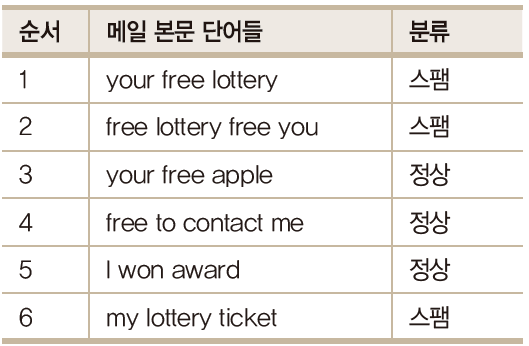 순서 메일 본문 단어들 분류
1 your free lottery 스팸
2 free lottery free you 스팸
3 your free apple 정상
4 free to contact me 정상
5 I won award 정상
6 my lottery ticket 스팸